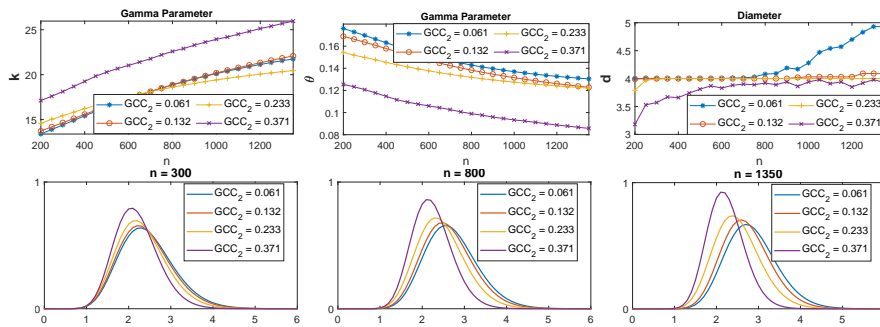 Gamma Parameter
k
25
20
15
GCC2 = 0.061
GCC2 = 0.132
GCC2 = 0.233
GCC2 = 0.371
200 400 600 800 1000 1200
n
Gamma Parameter
θ
0.16
0.14
0.12
0.1
0.08
GCC2 = 0.061
GCC2 = 0.132
GCC2 = 0.233
GCC2 = 0.371
200 400 600 800 1000 1200
n
Diameter
d
5
4.5
4
3.5
3
GCC2 = 0.061
GCC2 = 0.132
GCC2 = 0.233
GCC2 = 0.371
200 400 600 800 1000 1200
n
n = 300
1
0
GCC2 = 0.061
GCC2 = 0.132
GCC2 = 0.233
GCC2 = 0.371
0 1 2 3 4 5 6
n = 800
1
0
GCC2 = 0.061
GCC2 = 0.132
GCC2 = 0.233
GCC2 = 0.371
0 1 2 3 4 5 6
n = 1350
1
0
GCC2 = 0.061
GCC2 = 0.132
GCC2 = 0.233
GCC2 = 0.371
0 1 2 3 4 5 6